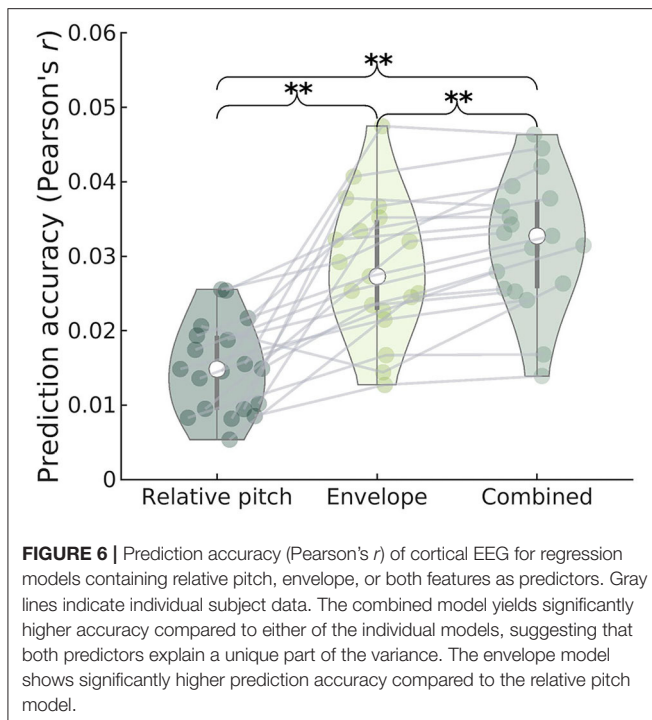 Prediction accuracy (Pearson's r)
0.06
0.05
0.04
0.03
0.02
0.01
0
**
**
**
Relative pitch
Envelope
Combined
FIGURE 6 | Prediction accuracy (Pearson's r) of cortical EEG for regression
models containing relative pitch, envelope, or both features as predictors. Gray
lines indicate individual subject data. The combined model yields significantly
higher accuracy compared to either of the individual models, suggesting that
both predictors explain a unique part of the variance. The envelope model
shows significantly higher prediction accuracy compared to the relative pitch
model.